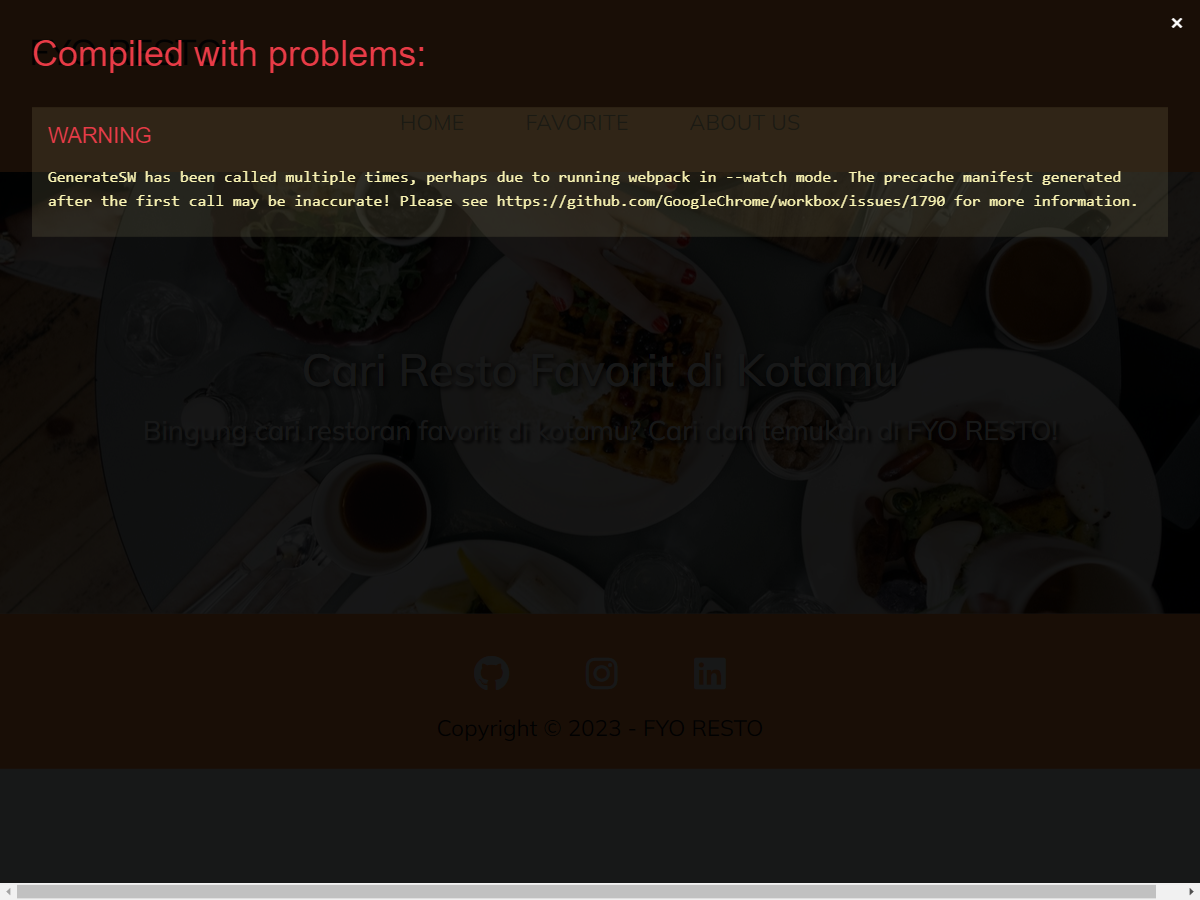 FYO RESTO
Compiled with problems:
HOME FAVORITE ABOUT US
WARNING
GenerateSW has been called multiple times, perhaps due to running webpack in --watch mode. The precache manifest generated
after the first call may be inaccurate! Please see https://github.com/GoogleChrome/workbox/issues/1790 for more information.
Cari Resto Favorit di Kotamu
Bingung cari restoran favorit di kotamu? Cari dan temukan di FYO RESTO!
Copyright © 2023 - FYO RESTO